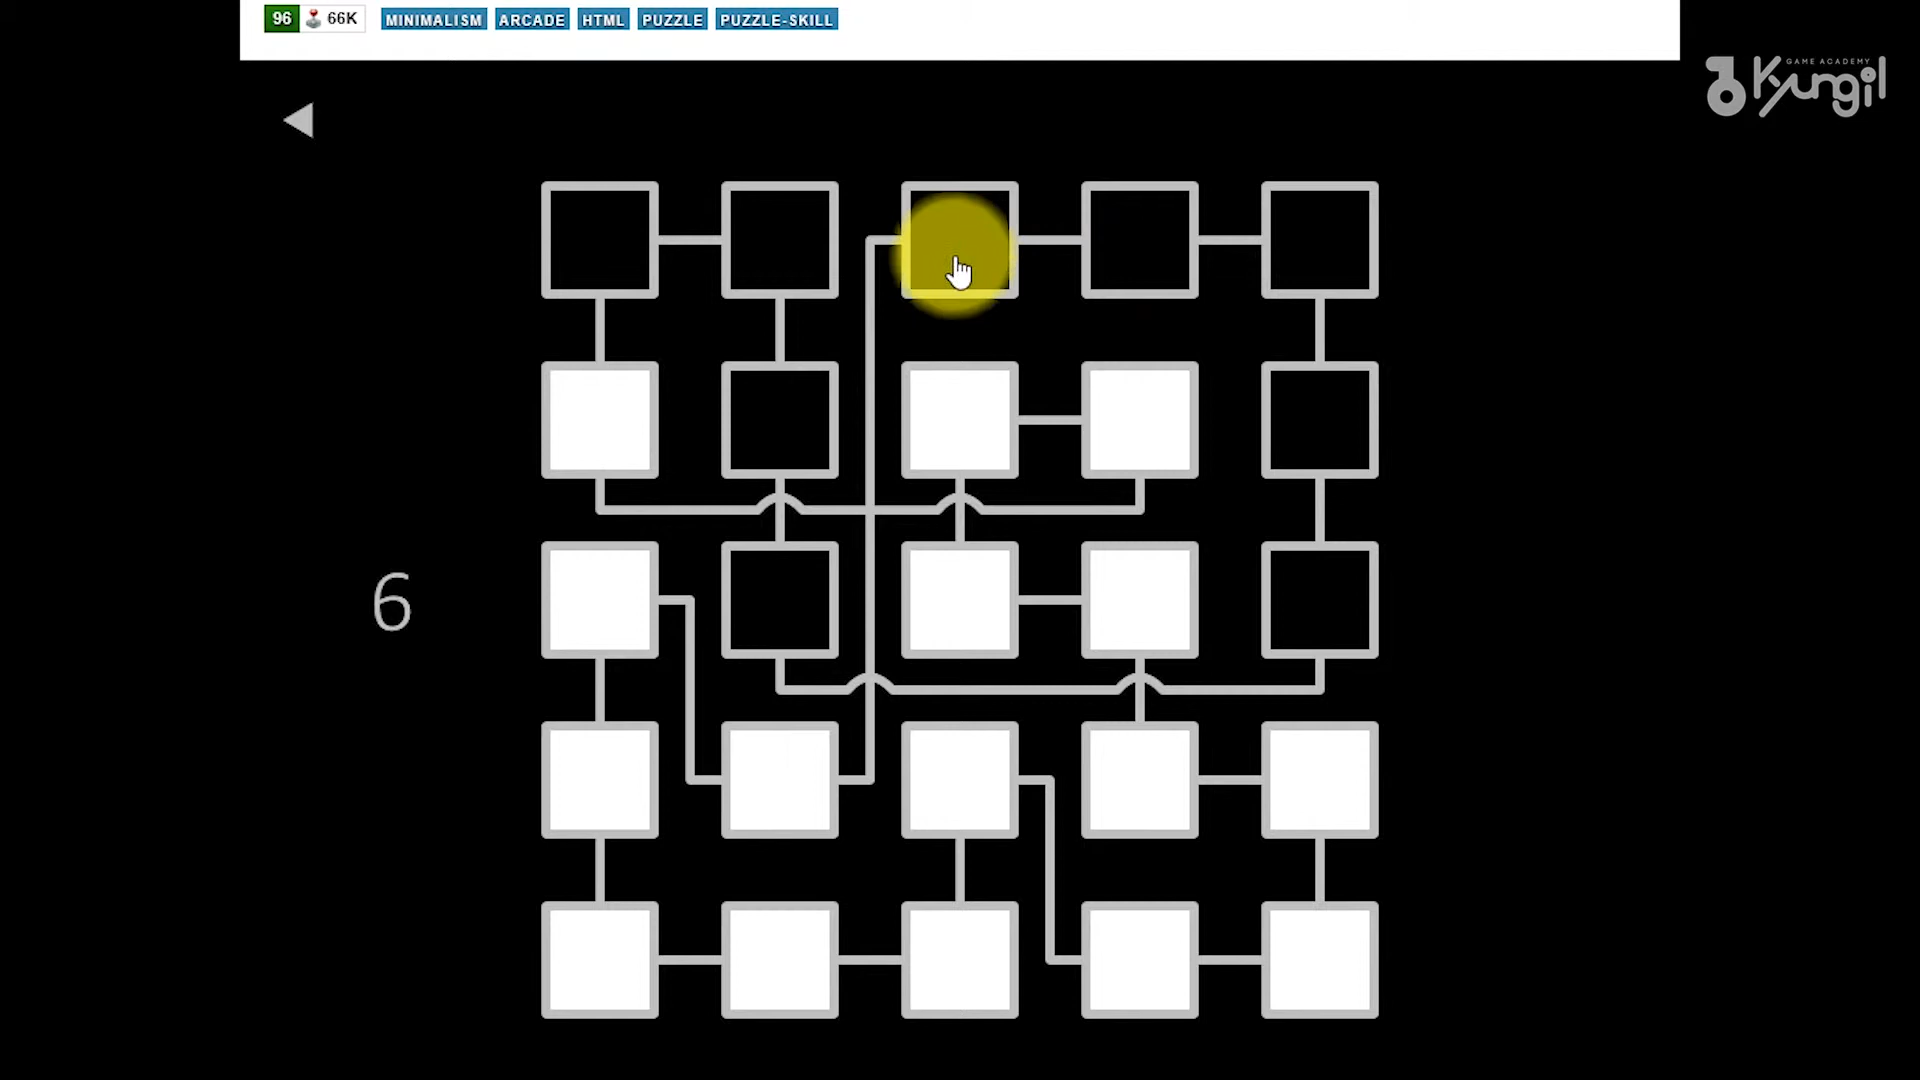 96 66K MINIMALISM ARCADE HTML PUZZLE PUZZLE-SKILL
GAME ACADEMY
Kyungil
6